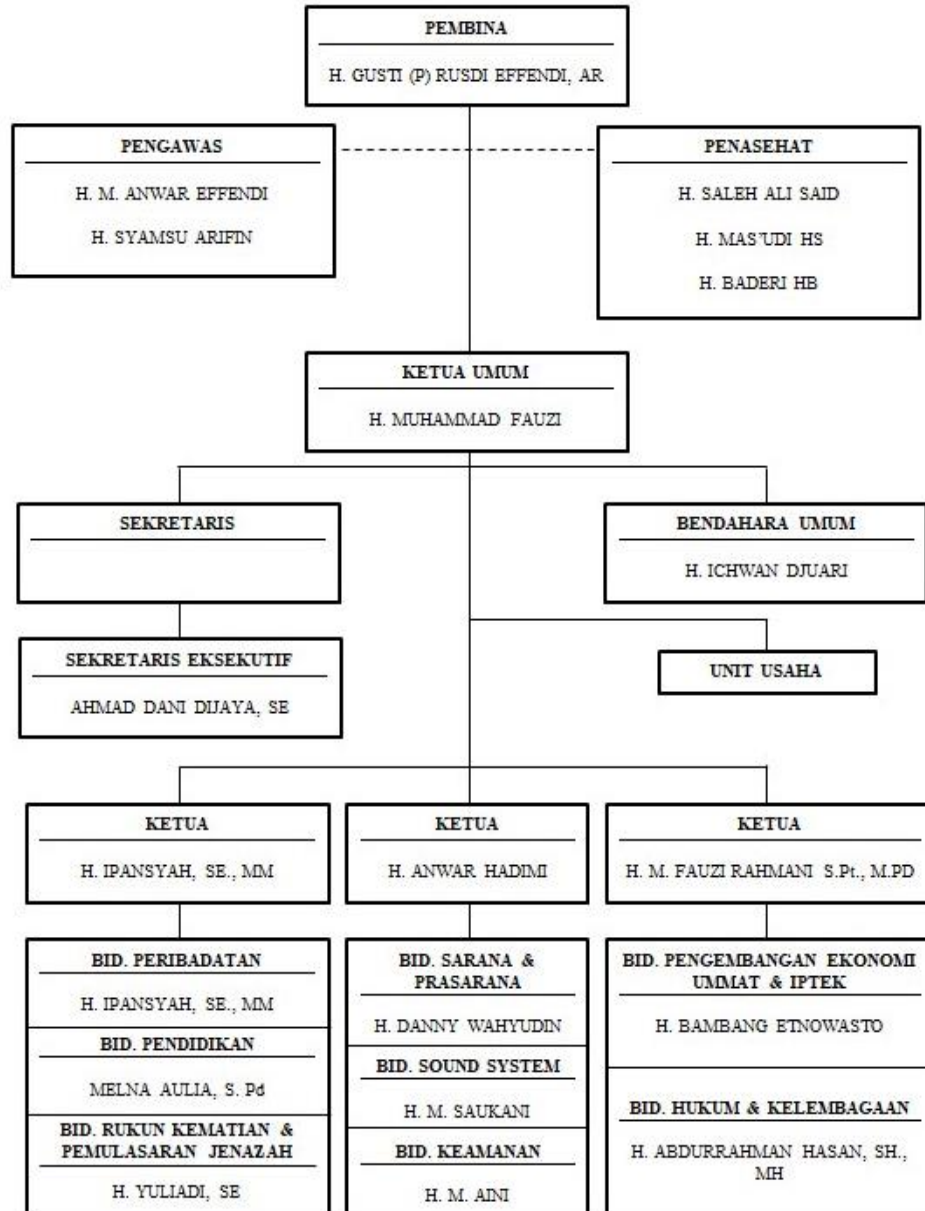 PEMBINA
H. GUSTI (P) RUSDI EFFENDI, AR
PENGAWAS
H. M. ANWAR EFFENDI
H. SYAMSU ARIFIN
PENASEHAT
H. SALEH ALI SAID
H. MAS'UDI HS
H. BADERI HB
KETUA UMUM
H. MUHAMMAD FAUZI
SEKRETARIS
BENDAHARA UMUM
H. ICHWAN DJUARI
SEKRETARIS EKSEKUTIF
AHMAD DANI DIJAYA, SE
UNIT USAHA
KETUA
H. IPANSYAH, SE., MM
KETUA
H. ANWAR HADIMI
KETUA
H. M. FAUZI RAHMANI S.Pt., M.PD
BID. PERIBADATAN
H. IPANSYAH, SE., MM
BID. PENDIDIKAN
MELNA AULIA, S. Pd
BID. RUKUN KEMATIAN &
PEMULASARAN JENAZAH
H. YULIADI, SE
BID. SARANA &
PRASARANA
H. DANNY WAHYUDIN
BID. SOUND SYSTEM
H. M. SAUKANI
BID. KEAMANAN
H. M. AINI
BID. PENGEMBANGAN EKONOMI
UMMAT & IPTEK
H. BAMBANG ETNOWASTO
BID. HUKUM & KELEMBAGAAN
H. ABDURRAHMAN HASAN, SH.,
MH